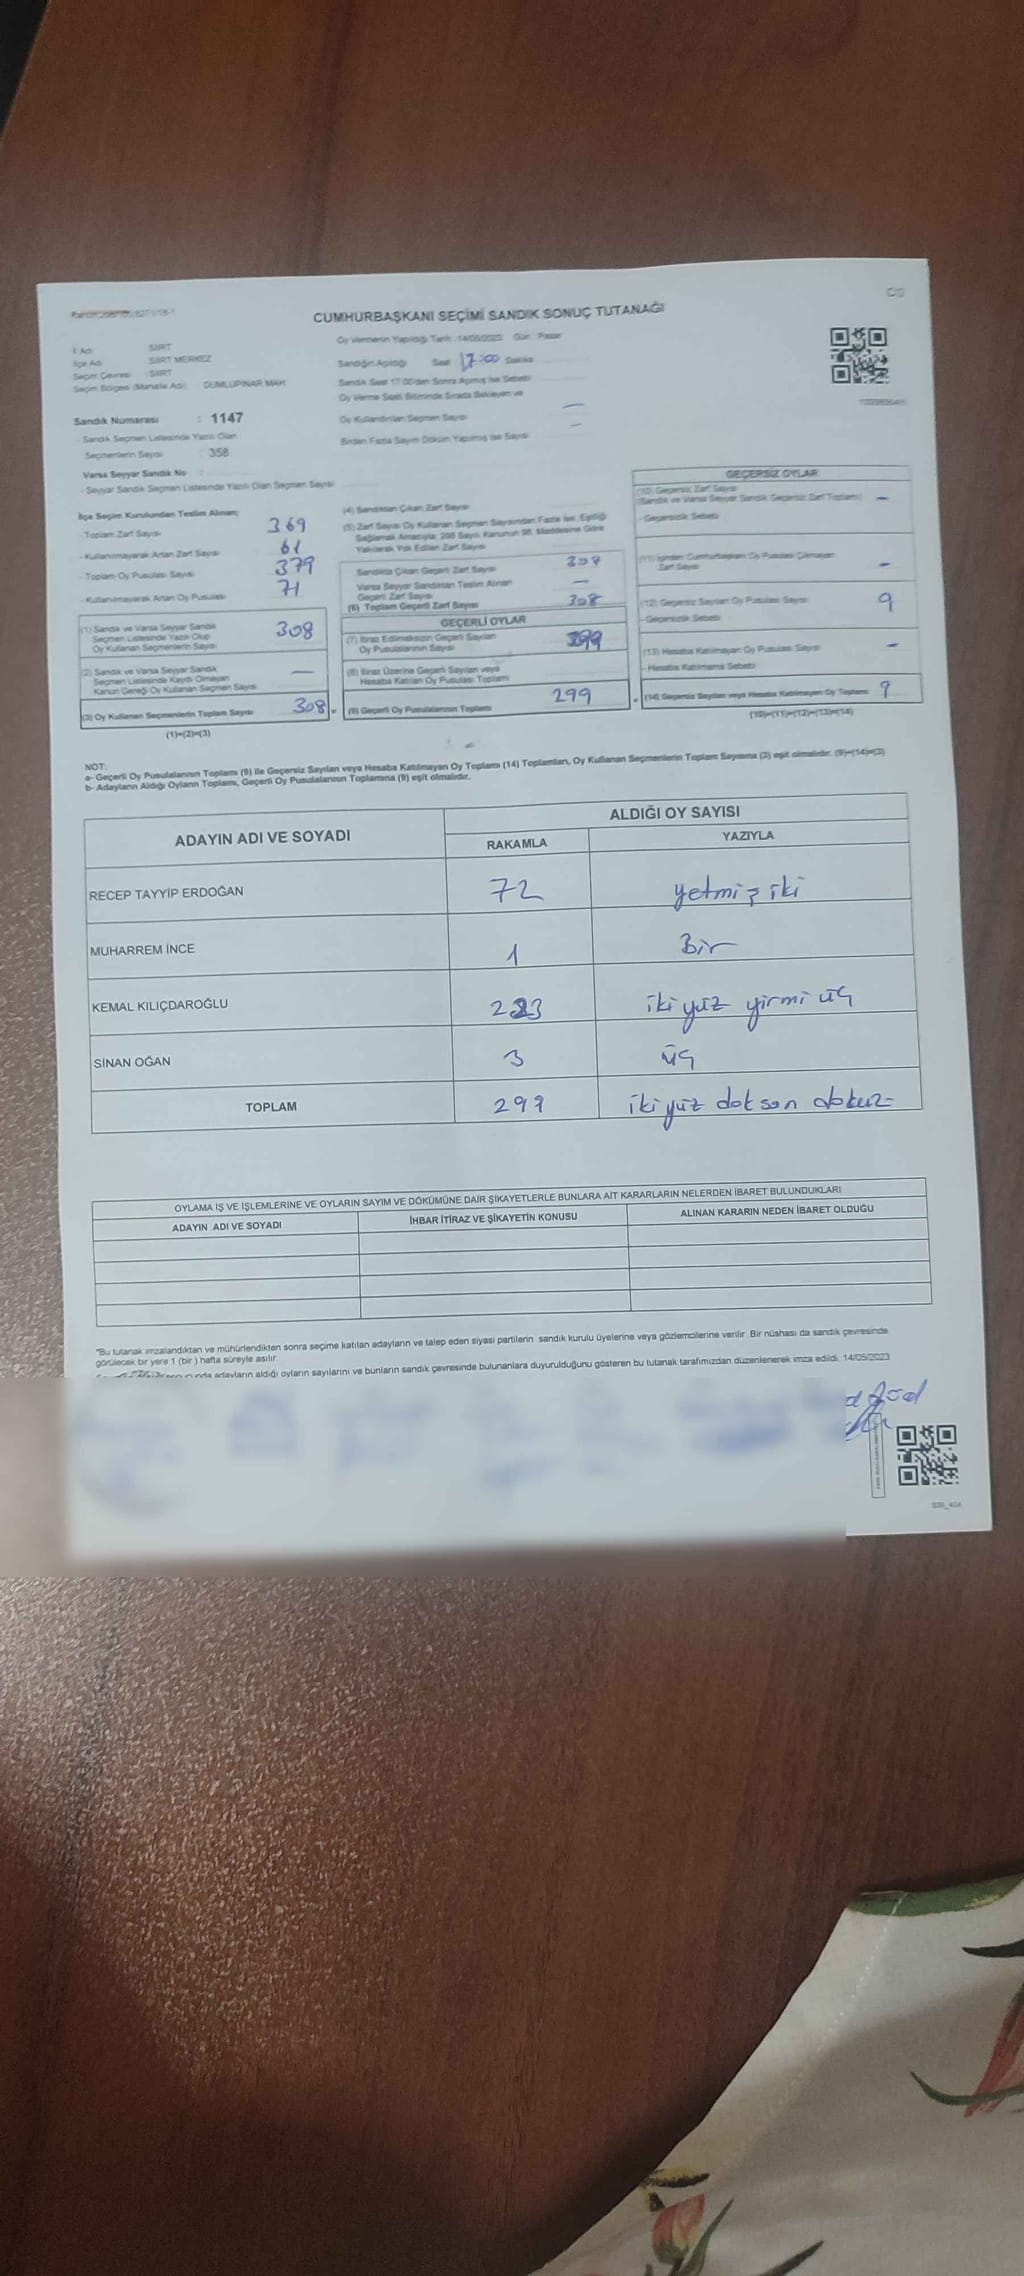 CUMHURBAŞKANI SEÇİMİ SANDIK SONUÇ TUTANAĞI
İl Adı SİİRT
İlçe Adı SİİRT MERKEZ
Seçim Çevresi : SİİRT
Seçim Bölgesi (Mahalle Adı) DUMLUPINAR MAH
Sandık Numarası : 1147
- Sandık Seçmen Listesinde Yazılı Olan
Seçmenlerin Sayısı : 358
Varsa Seyyar Sandık No :
- Seyyar Sandık Seçmen Listesinde Yazılı Olan Seçmen Sayısı
Oy Vermenin Yapıldığı Tarih : 14/05/2023 Gün : Pazar
Sandığın Açıldığı Saat 17:00 Dakika
Sandık Saat 17:00'den Sonra Açılmış İse Sebebi
Oy Verme Saati Bitiminde Sırada Bekleyen ve
Oy Kullandırılan Seçmen Sayısı —
Birden Fazla Sayım Döküm Yapılmış İse Sayısı —
İlçe Seçim Kurulundan Teslim Alınan;
- Toplam Zarf Sayısı 369
- Kullanılmayarak Artan Zarf Sayısı 61
- Toplam Oy Pusulası Sayısı 379
- Kullanılmayarak Artan Oy Pusulası 71
(1) Sandık ve Varsa Seyyar Sandık
Seçmen Listesinde Yazılı Olup
Oy Kullanan Seçmenlerin Sayısı 308
(2) Sandık ve Varsa Seyyar Sandık
Seçmen Listesinde Kayıtlı Olmayan
Kanun Gereği Oy Kullanan Seçmen Sayısı —
(3) Oy Kullanan Seçmenlerin Toplam Sayısı 308
(1)+(2)=(3)
(4) Sandıktan Çıkan Zarf Sayısı
(5) Zarf Sayısı Oy Kullanan Seçmen Sayısından Fazla İse, Eşitliği
Sağlamak Amacıyla, 298 Sayılı Kanunun 98. Maddesine Göre
Yakılarak Yok Edilen Zarf Sayısı
Sandıkta Çıkan Geçerli Zarf Sayısı
Varsa Seyyar Sandıktan Teslim Alınan
Geçerli Zarf Sayısı —
(6) Toplam Geçerli Zarf Sayısı 308
GEÇERLİ OYLAR
(7) İtiraz Edilmeksizin Geçerli Sayılan
Oy Pusulalarının Sayısı 299
(8) İtiraz Üzerine Geçerli Sayılan veya
Hesaba Katılan Oy Pusulası Toplamı
(9) Geçerli Oy Pusulalarının Toplamı 299
GEÇERSİZ OYLAR
(10) Geçersiz Zarf Sayısı
(Sandık ve Varsa Seyyar Sandık Geçersiz Zarf Toplamı) —
- Geçersizlik Sebebi
(11) İçinden Cumhurbaşkanı Oy Pusulası Çıkmayan
Zarf Sayısı —
(12) Geçersiz Sayılan Oy Pusulası Sayısı 9
- Geçersizlik Sebebi
(13) Hesaba Katılmayan Oy Pusulası Sayısı —
- Hesaba Katılmama Sebebi
(14) Geçersiz Sayılan veya Hesaba Katılmayan Oy Toplamı 9
(10)+(11)+(12)+(13)=(14)
NOT:
a- Geçerli Oy Pusulalarının Toplamı (9) ile Geçersiz Sayılan veya Hesaba Katılmayan Oy Toplamı (14) Toplamları, Oy Kullanan Seçmenlerin Toplam Sayısına (3) eşit olmalıdır. (9)+(14)=(3)
b- Adayların Aldığı Oyların Toplamı, Geçerli Oy Pusulalarının Toplamına (9) eşit olmalıdır.
ADAYIN ADI VE SOYADI ALDIĞI OY SAYISI
RAKAMLA YAZIYLA
RECEP TAYYİP ERDOĞAN 72 yetmiş iki
MUHARREM İNCE 1 Bir
KEMAL KILIÇDAROĞLU 223 iki yüz yirmi üç
SİNAN OĞAN 3 üç
TOPLAM 299 iki yüz doksan dokuz
OYLAMA İŞ VE İŞLEMLERİNE VE OYLARIN SAYIM VE DÖKÜMÜNE DAİR ŞİKAYETLERLE BUNLARA AİT KARARLARIN NELERDEN İBARET BULUNDUKLARI
ADAYIN ADI VE SOYADI İHBAR İTİRAZ VE ŞİKAYETİN KONUSU ALINAN KARARIN NEDEN İBARET OLDUĞU
"Bu tutanak imzalandıktan ve mühürlendikten sonra seçime katılan adayların ve talep eden siyasi partilerin sandık kurulu üyelerine veya gözlemcilerine verilir. Bir nüshası da sandık çevresinde
görülecek bir yere 1 (bir) hafta süreyle asılır.
adayların aldığı oyların sayılarını ve bunların sandık çevresinde bulunanlara duyurulduğunu gösteren bu tutanak tarafımızdan düzenlenerek imza edildi. 14/05/2023